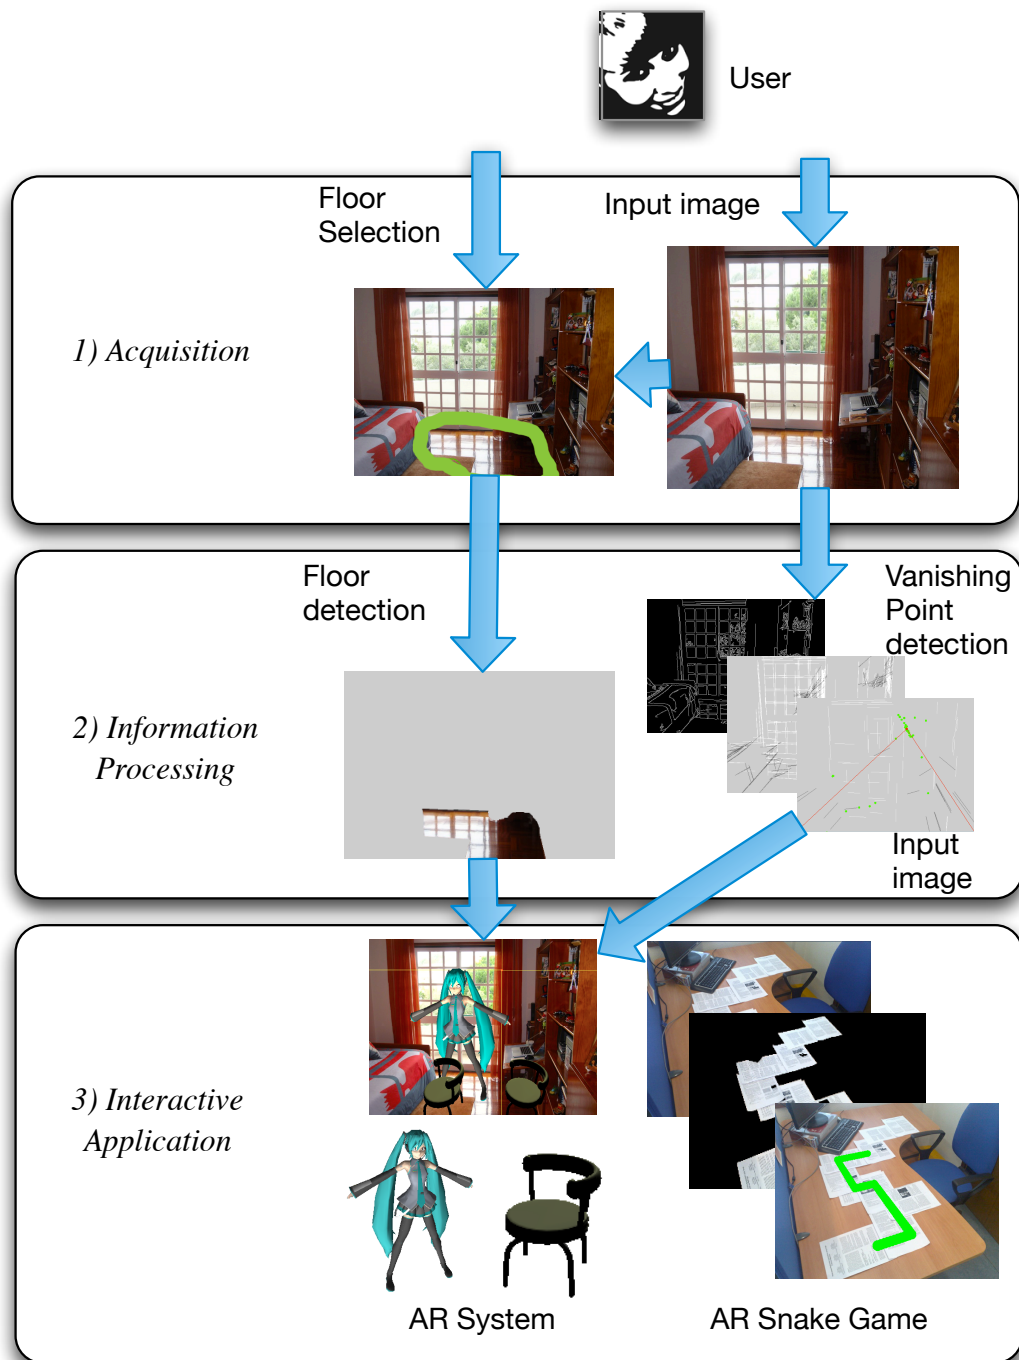 User
Floor
Selection
Input image
1) Acquisition
Floor
detection
Vanishing
Point
detection
2) Information
Processing
Input
image
3) Interactive
Application
AR System
AR Snake Game